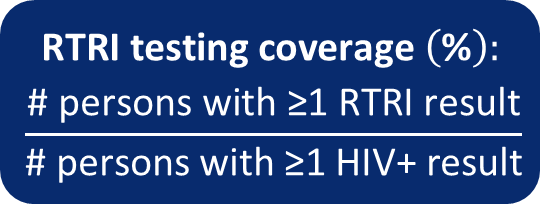 RTRI testing coverage (%):
# persons with ≥1 RTRI result
# persons with ≥1 HIV+ result